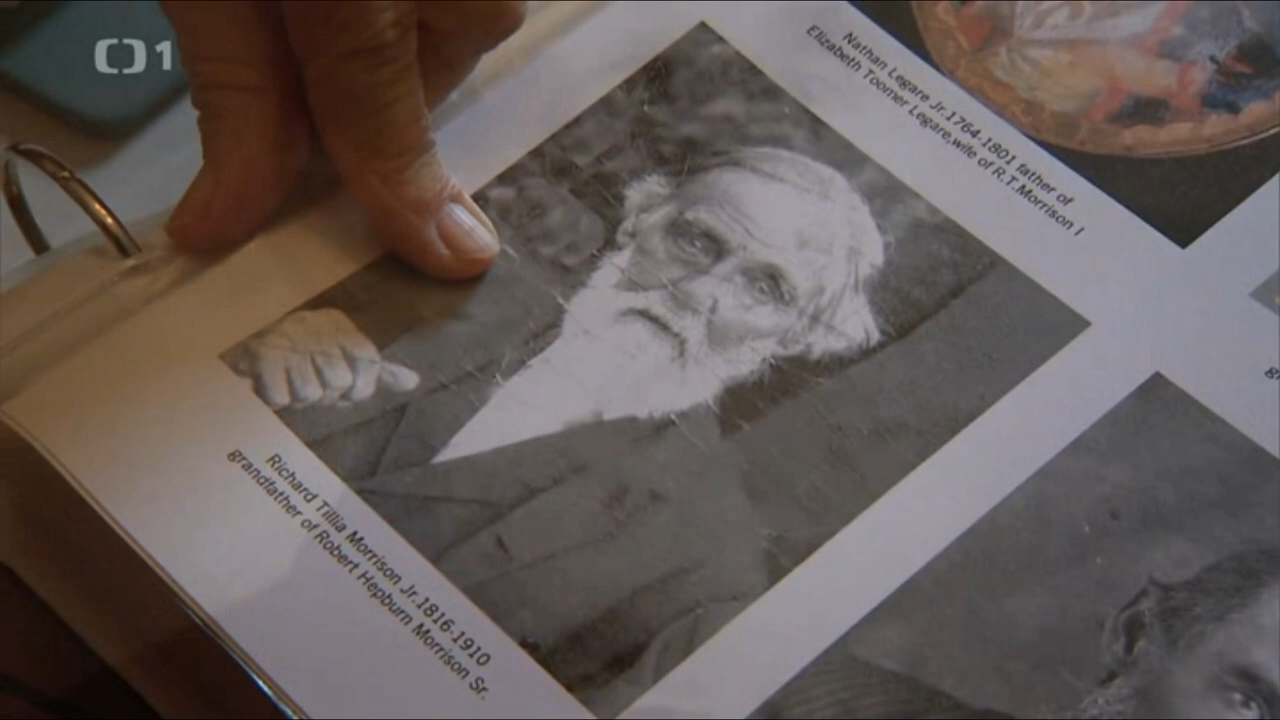 1
Nathan Legare Jr.1764-1801 father of
Elizabeth Toomer Legare,wife of R.T.Morrison I
Richard Tillia Morrison Jr.1816-1910
grandfather of Robert Hepburn Morrison Sr.